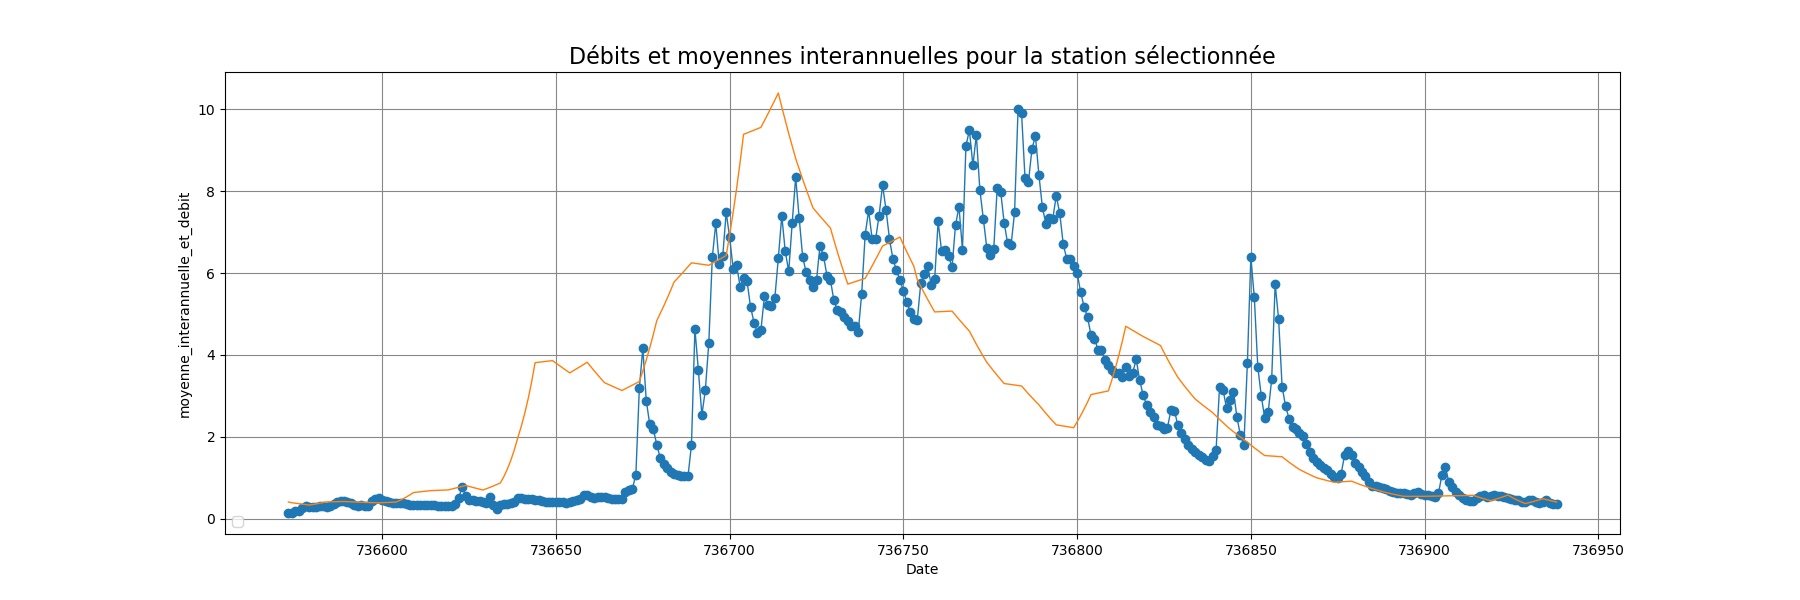 Débits et moyennes interannuelles pour la station sélectionnée
moyenne_interannuelle_et_debit
10
8
6
4
2
0
736600 736650 736700 736750 736800 736850 736900 736950
Date